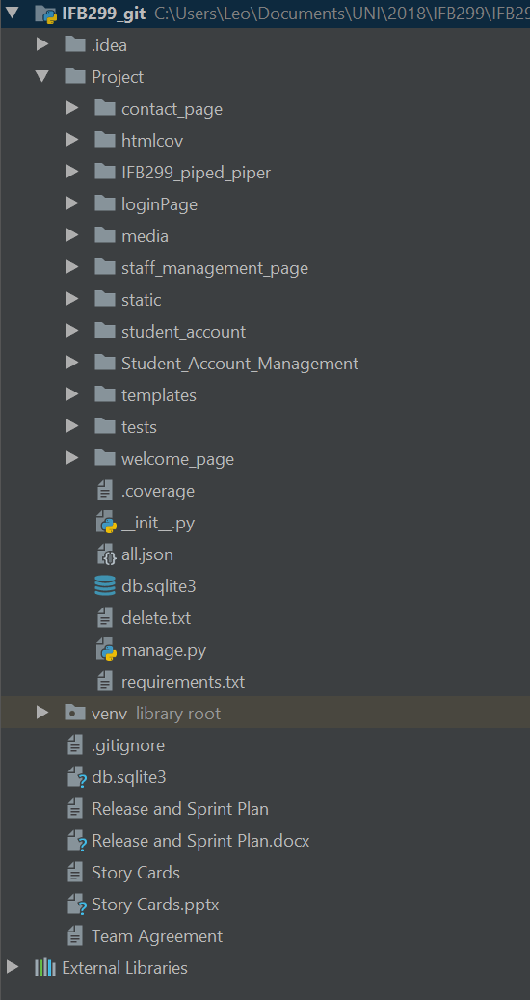 IFB299_git C:\Users\Leo\Documents\UNI\2018\IFB299\IFB29
.idea
Project
contact_page
htmlcov
IFB299_piped_piper
loginPage
media
staff_management_page
static
student_account
Student_Account_Management
templates
tests
welcome_page
.coverage
__init__.py
all.json
db.sqlite3
delete.txt
manage.py
requirements.txt
venv library root
.gitignore
db.sqlite3
Release and Sprint Plan
Release and Sprint Plan.docx
Story Cards
Story Cards.pptx
Team Agreement
External Libraries